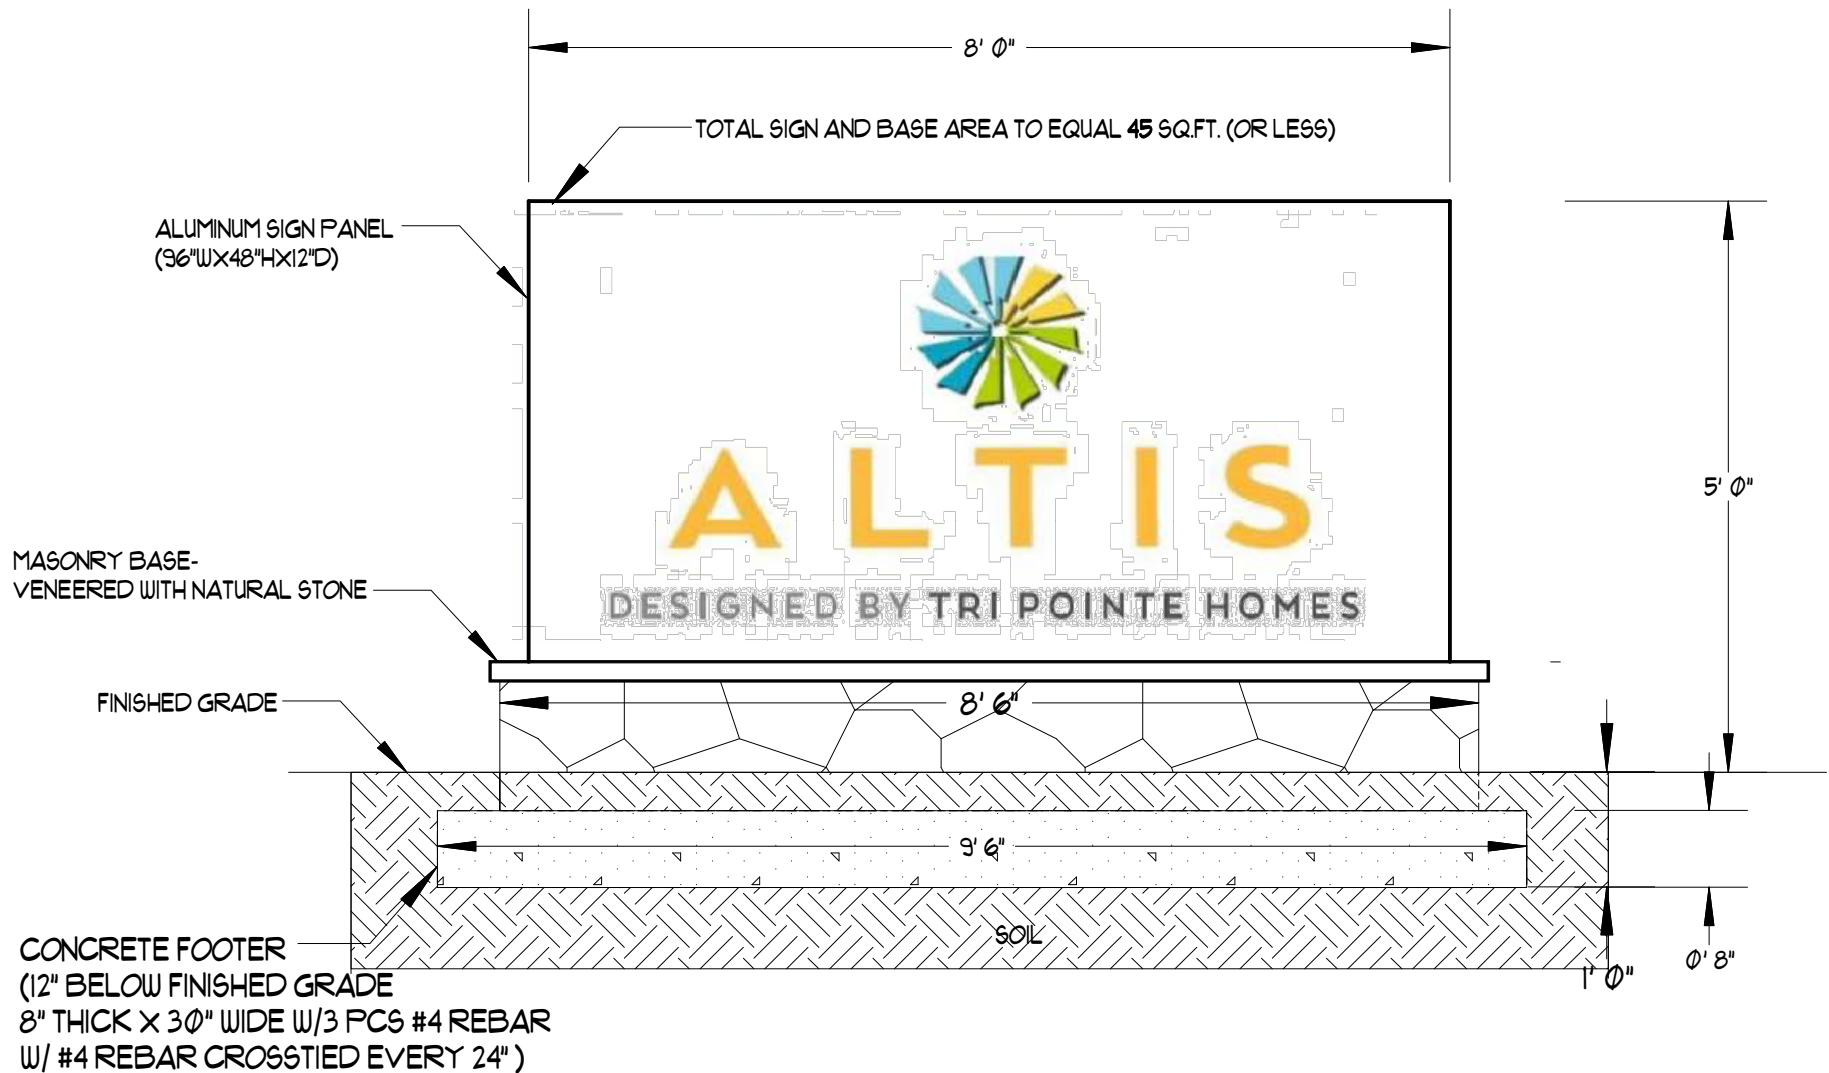 8' 0"
TOTAL SIGN AND BASE AREA TO EQUAL 45 SQ.FT. (OR LESS)
ALUMINUM SIGN PANEL
(96"WX48"HX12"D)
ALTIS
5' 0"
MASONRY BASE-
VENEERED WITH NATURAL STONE
DESIGNED BY TRI POINTE HOMES
FINISHED GRADE
8' 6"
9' 6"
SOIL
CONCRETE FOOTER
(12" BELOW FINISHED GRADE
8" THICK X 30" WIDE W/3 PCS #4 REBAR
W/ #4 REBAR CROSSTIED EVERY 24" )
1' 0"
0' 8"